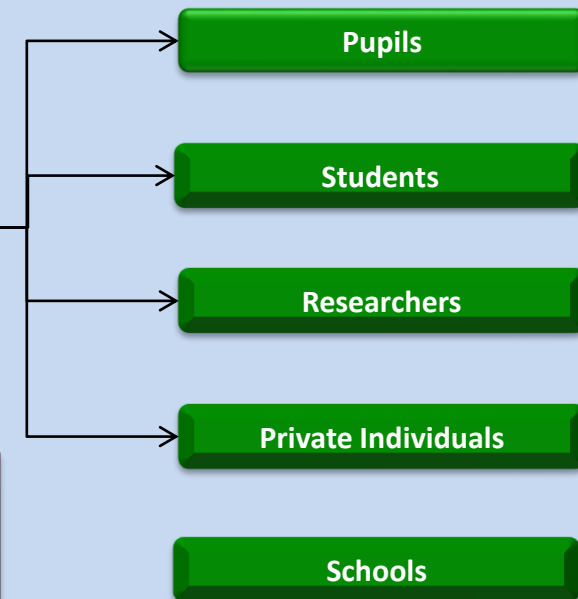 Pupils
Students
Researchers
Private Individuals
Schools